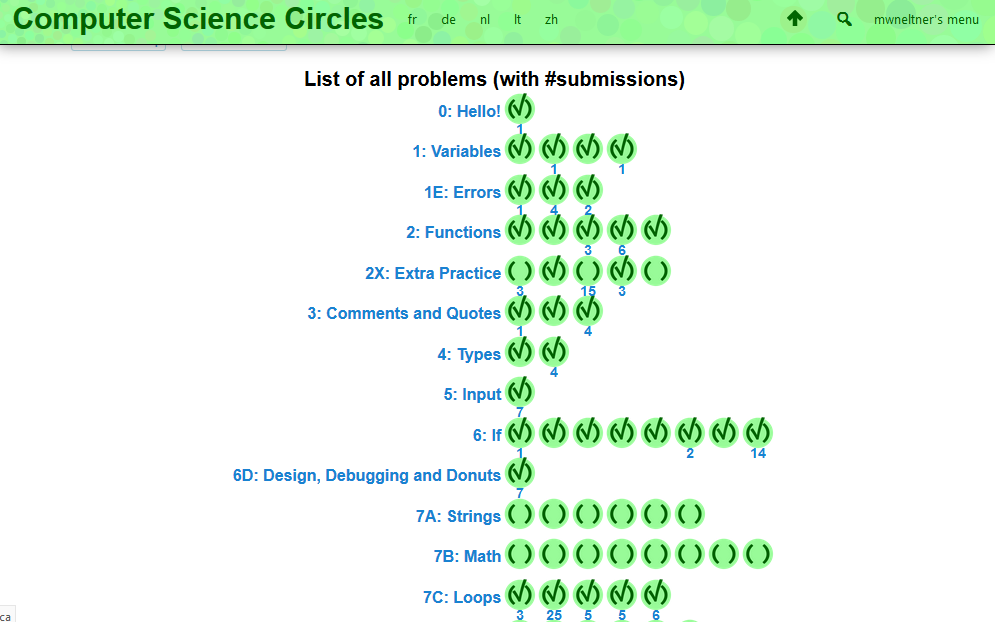 Computer Science Circles fr de nl lt zh mwneltner's menu
List of all problems (with #submissions)
0: Hello!
1
1: Variables
1 1
1E: Errors
1 4 2
2: Functions
3 6
2X: Extra Practice
3 15 3
3: Comments and Quotes
1 4
4: Types
4
5: Input
7
6: If
1 2 14
6D: Design, Debugging and Donuts
7
7A: Strings
7B: Math
7C: Loops
3 25 5 5 6
ca